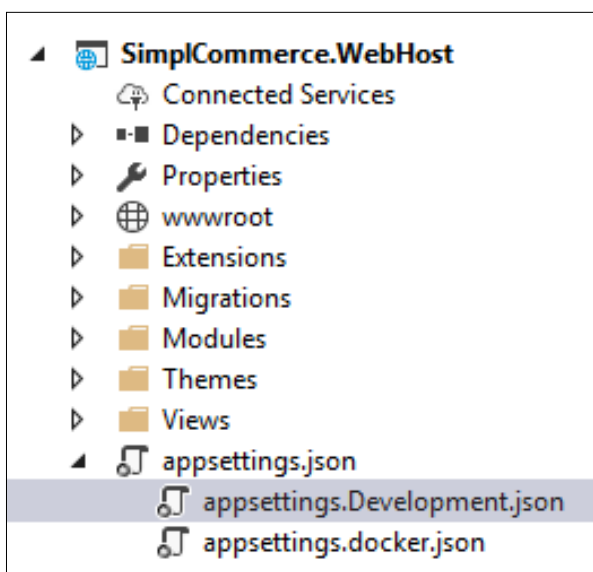 SimplCommerce.WebHost
Connected Services
Dependencies
Properties
wwwroot
Extensions
Migrations
Modules
Themes
Views
appsettings.json
appsettings.Development.json
appsettings.docker.json